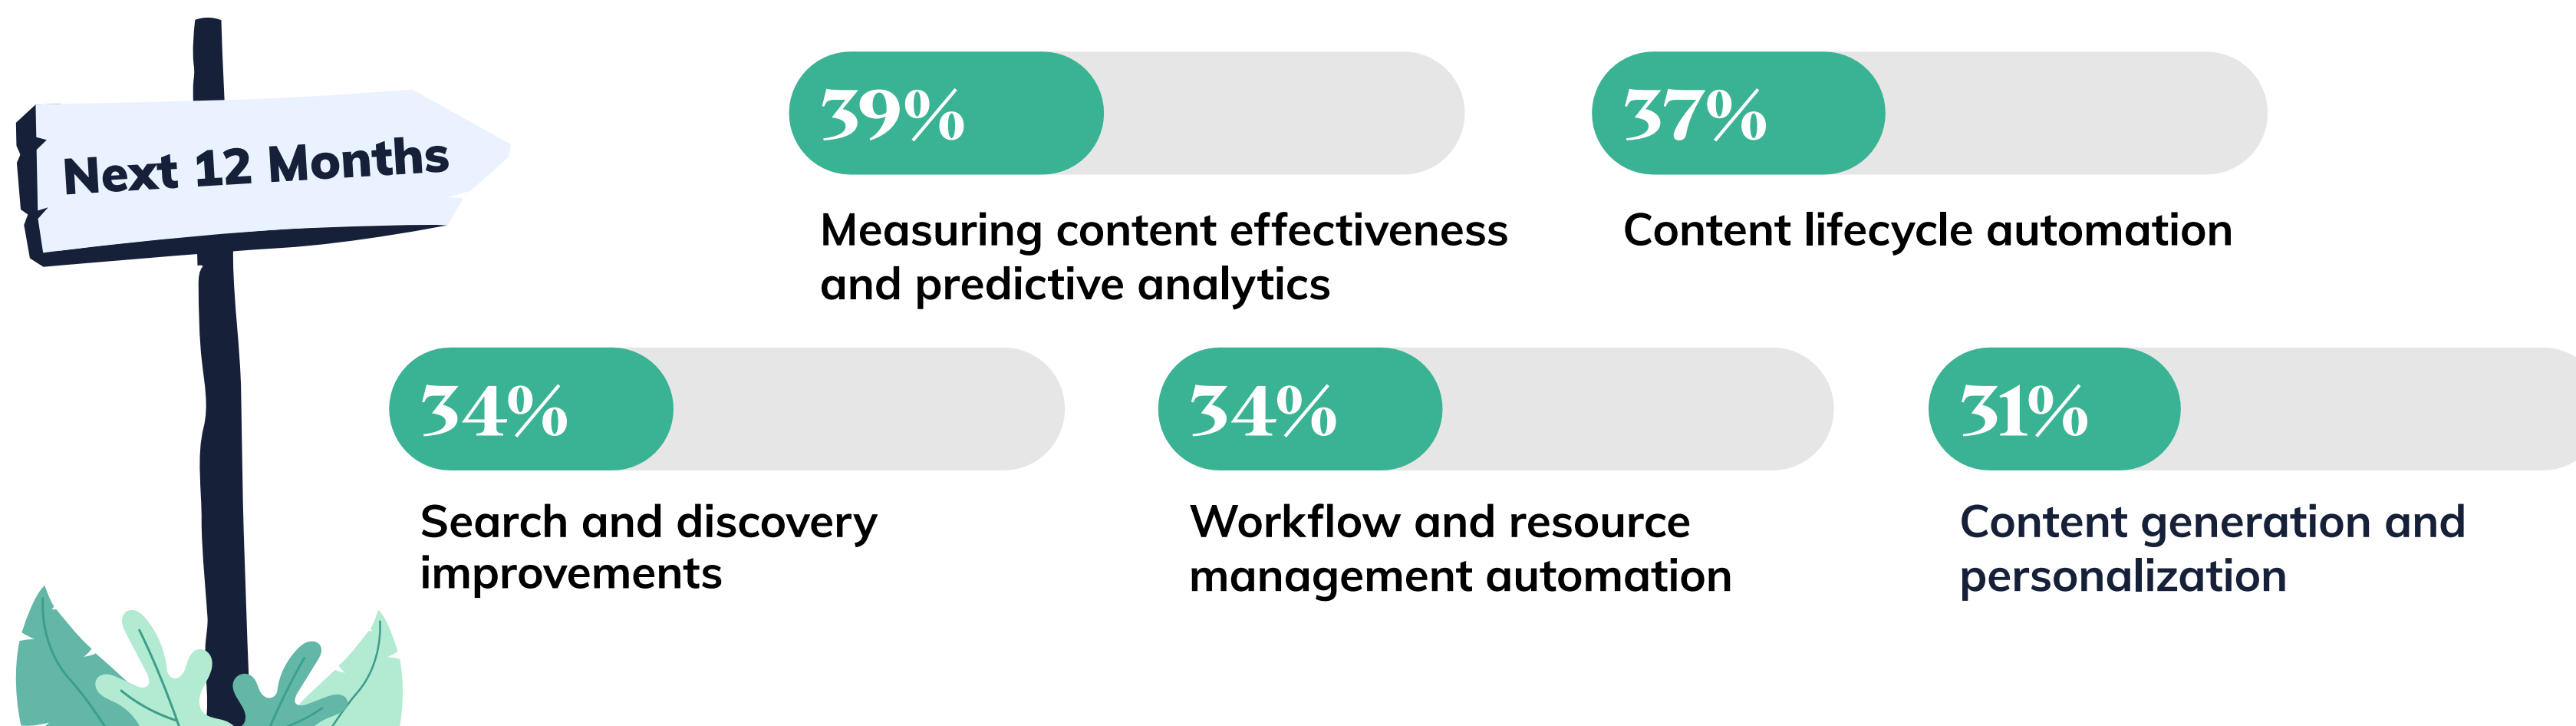 Next 12 Months
39%
Measuring content effectiveness
and predictive analytics
37%
Content lifecycle automation
34%
Search and discovery
improvements
34%
Workflow and resource
management automation
31%
Content generation and
personalization